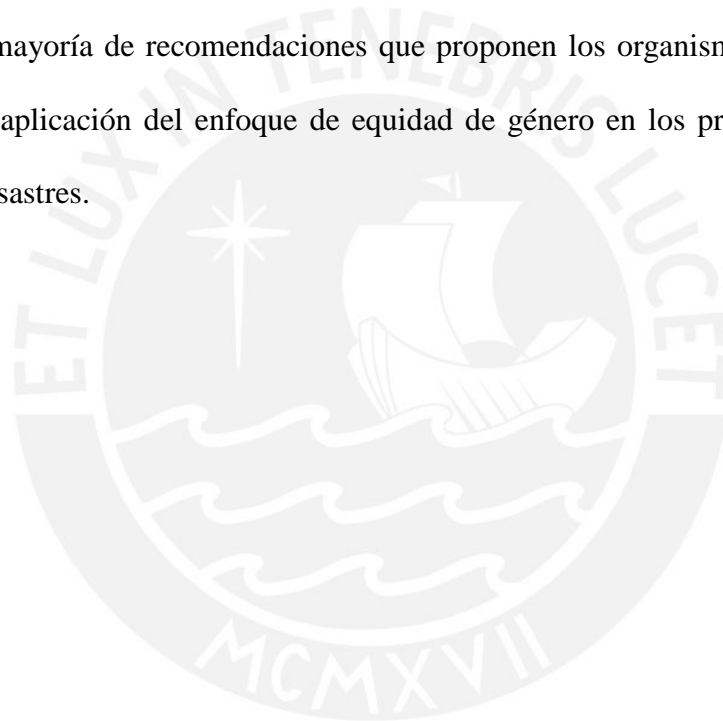 mayoría de recomendaciones que proponen los organism
aplicación del enfoque de equidad de género en los pr
sastres.
ET LUX IN TENEBRIS LUCET
MCMXVII